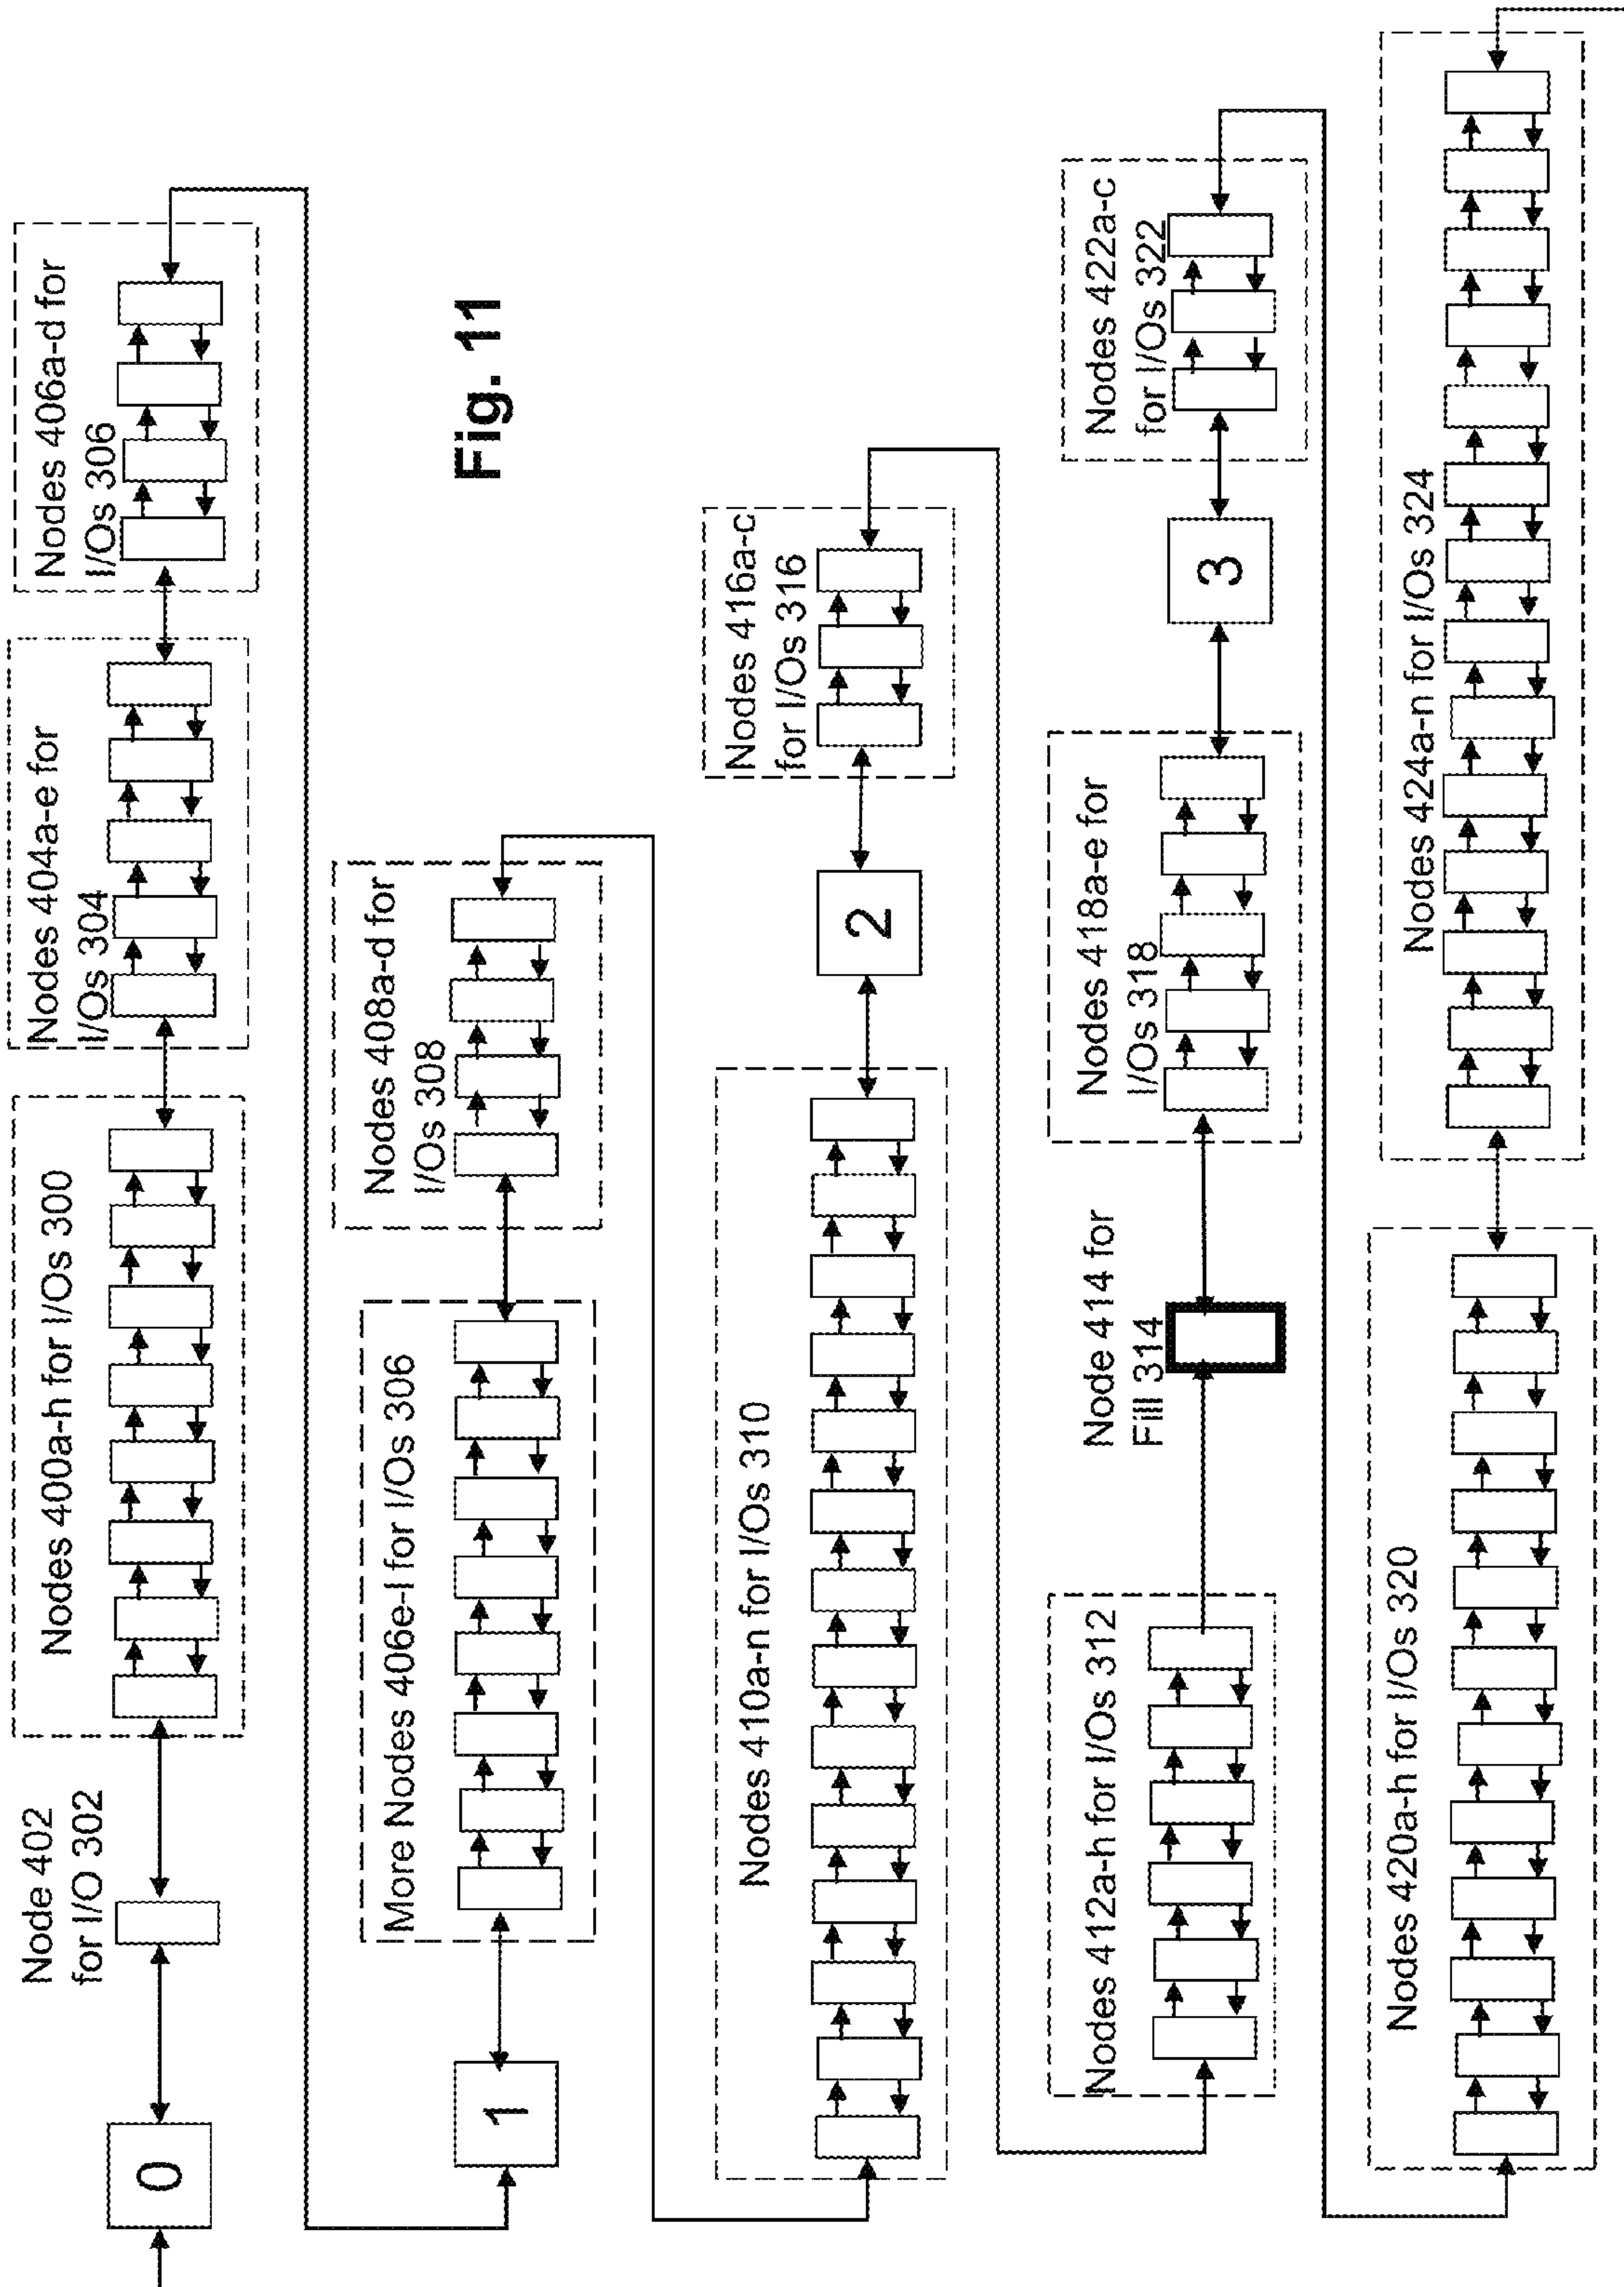 Node 402
for I/O 302
Nodes 400a-h for I/Os 300
Nodes 404a-e for
I/Os 304
Nodes 406a-d for
I/Os 306
0
More Nodes 406e-l for I/Os 306
Nodes 408a-d for
I/Os 308
1
Fig. 11
Nodes 410a-n for I/Os 310
2
Nodes 416a-c
for I/Os 316
Nodes 412a-h for I/Os 312
Node 414 for
Fill 314
Nodes 418a-e for
I/Os 318
3
Nodes 422a-c
for I/Os 322
Nodes 420a-h for I/Os 320
Nodes 424a-n for I/Os 324